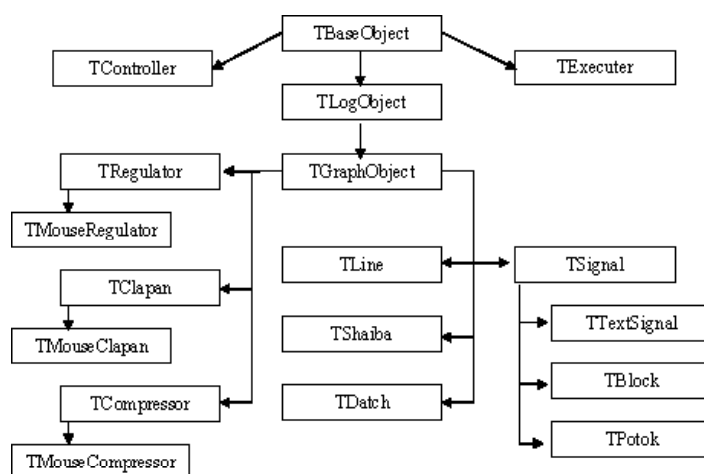 TBaseObject
TController
TExecuter
TLogObject
TRegulator
TGraphObject
TMouseRegulator
TLine
TSignal
TClapan
TTextSignal
TShaiba
TMouseClapan
TBlock
TCompressor
TDatch
TPotok
TMouseCompressor